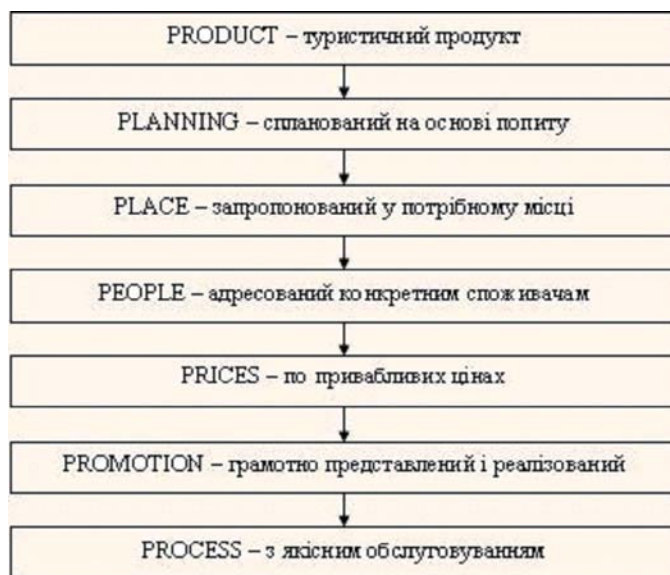 PRODUCT – туристичний продукт
PLANNING – спланований на основі попиту
PLACE – запропонований у потрібному місці
PEOPLE – адресований конкретним споживачам
PRICES – по привабливих цінах
PROMOTION – грамотно представлений і реалізований
PROCESS – з якісним обслуговуванням